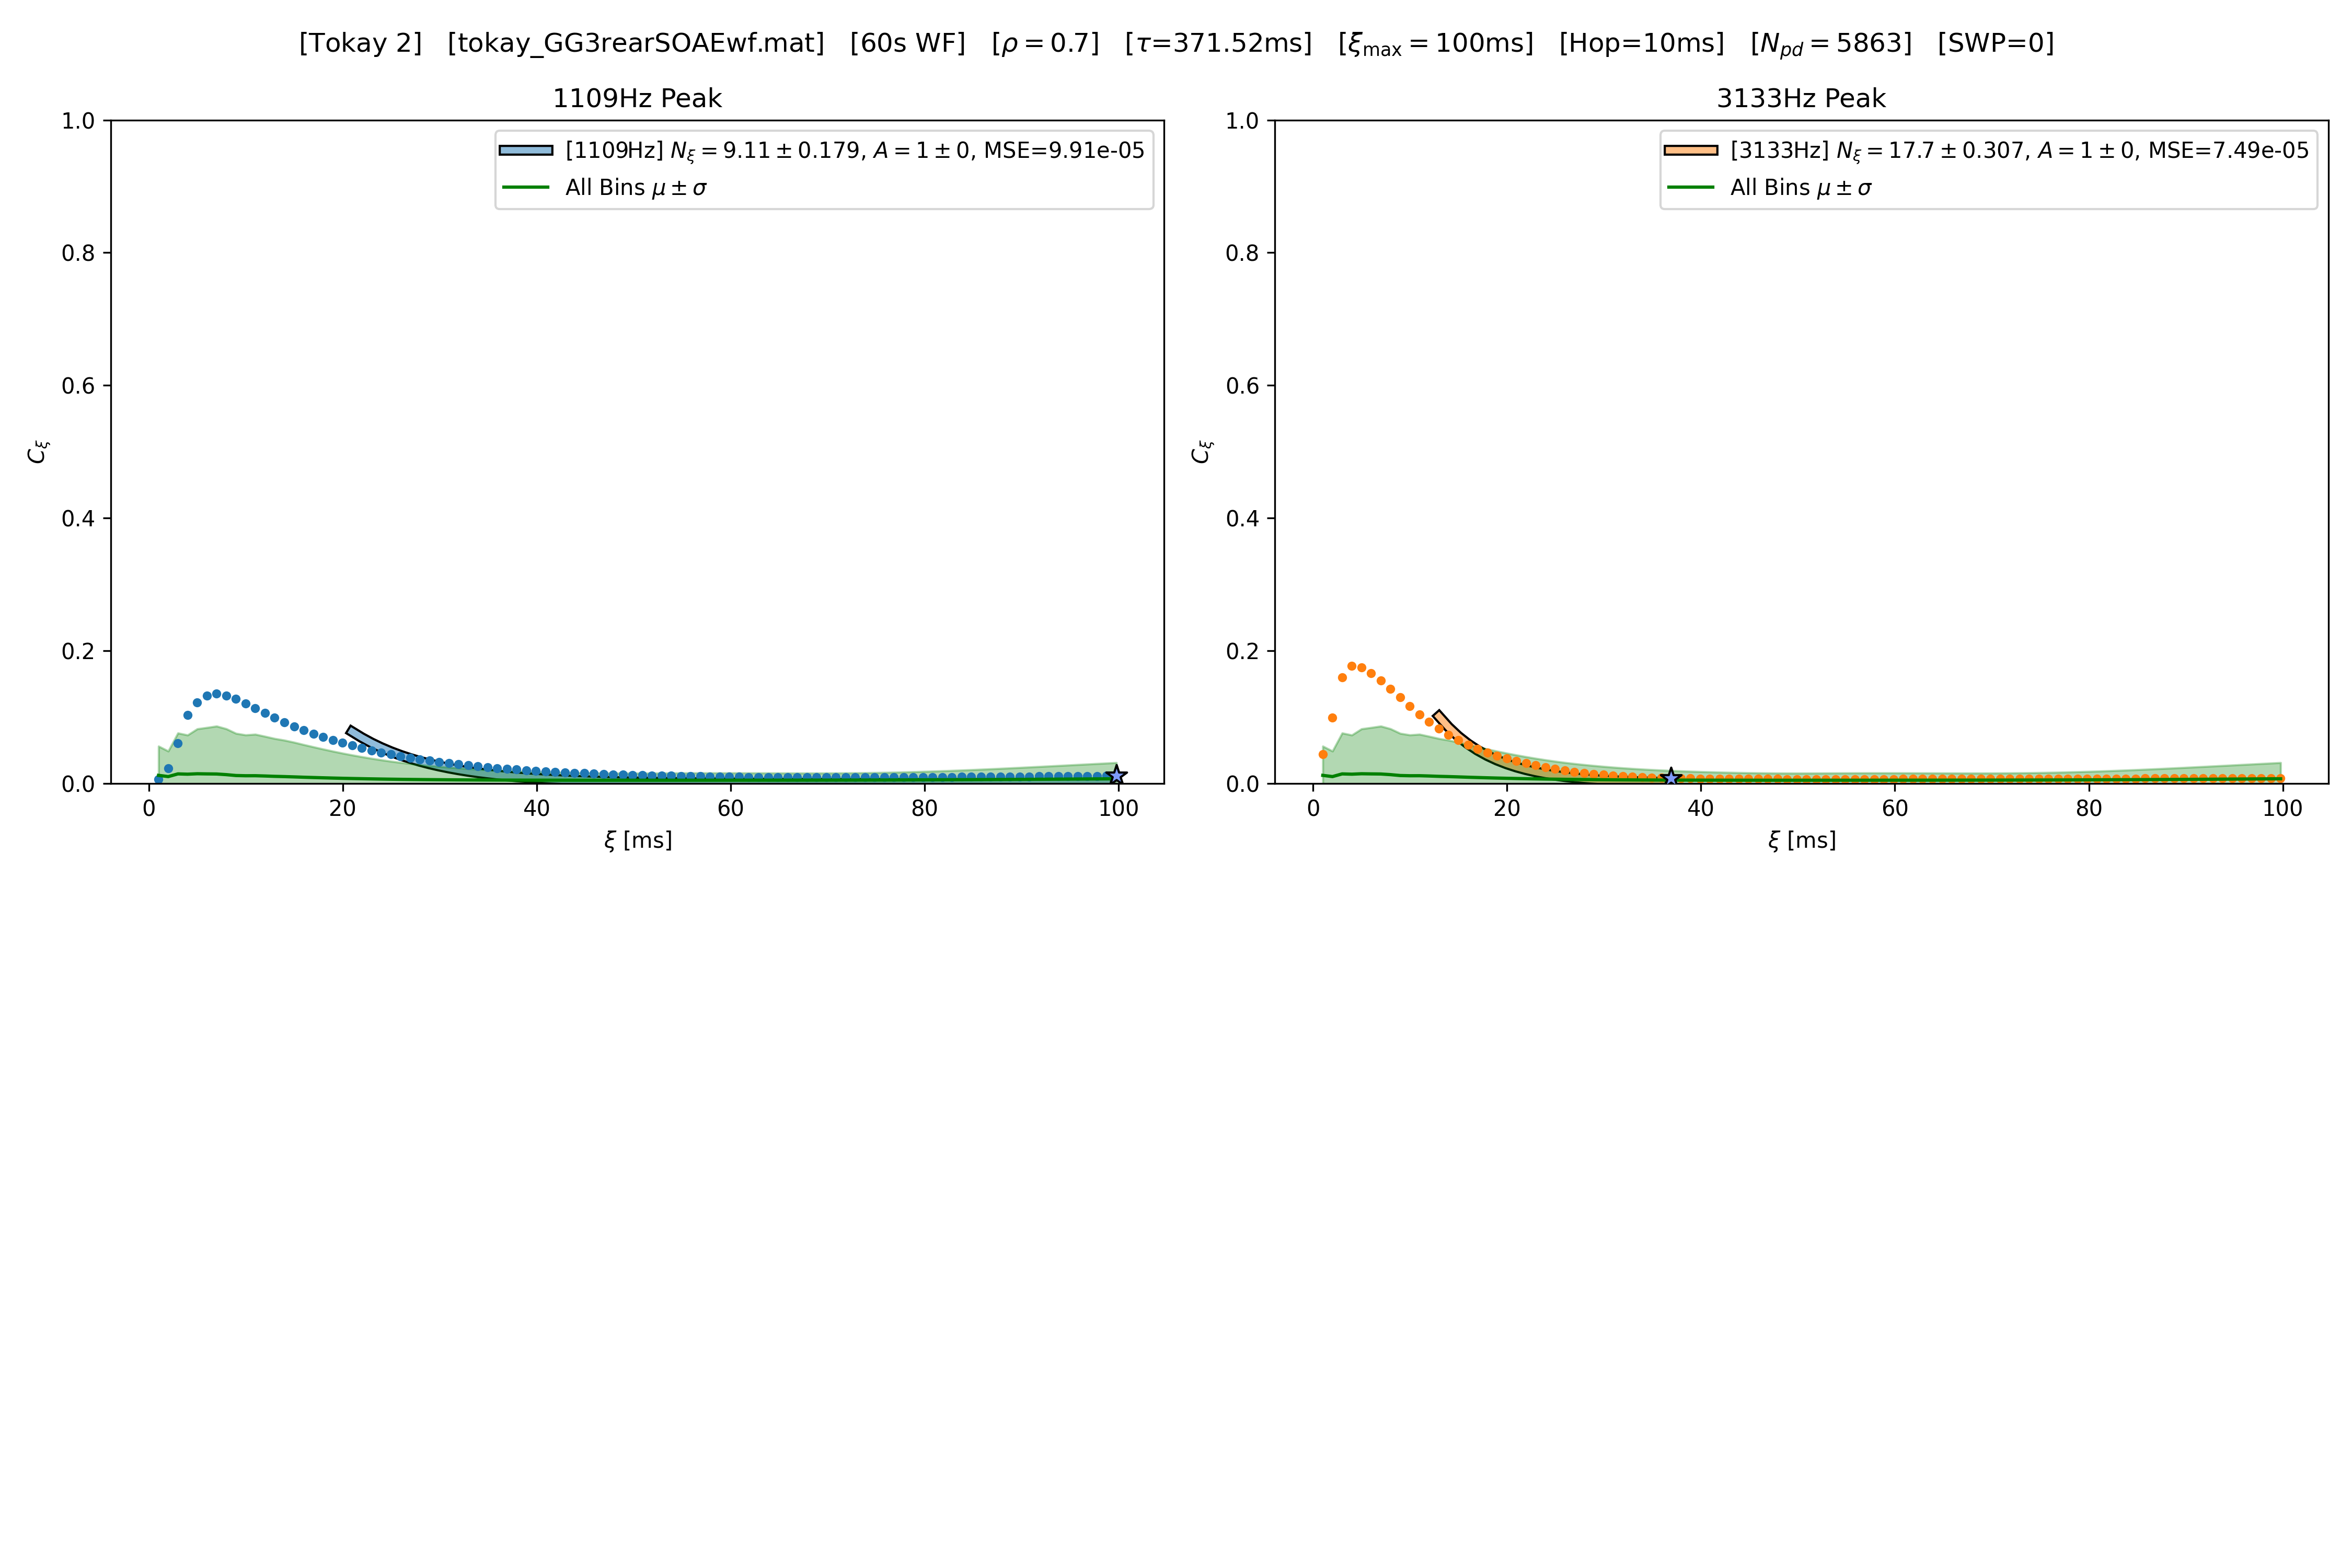 [Tokay 2] [tokay_GG3rearSOAEwf.mat] [60s WF] [ρ = 0.7] [τ=371.52ms] [ξmax = 100ms] [Hop=10ms] [Npd = 5863] [SWP=0]
1109Hz Peak
[1109Hz] Nξ = 9.11 ± 0.179, A = 1 ± 0, MSE=9.91e-05
All Bins μ ± σ
1.0
0.8
0.6
0.4
0.2
0.0
Cξ
0 20 40 60 80 100
ξ [ms]
3133Hz Peak
[3133Hz] Nξ = 17.7 ± 0.307, A = 1 ± 0, MSE=7.49e-05
All Bins μ ± σ
1.0
0.8
0.6
0.4
0.2
0.0
Cξ
0 20 40 60 80 100
ξ [ms]